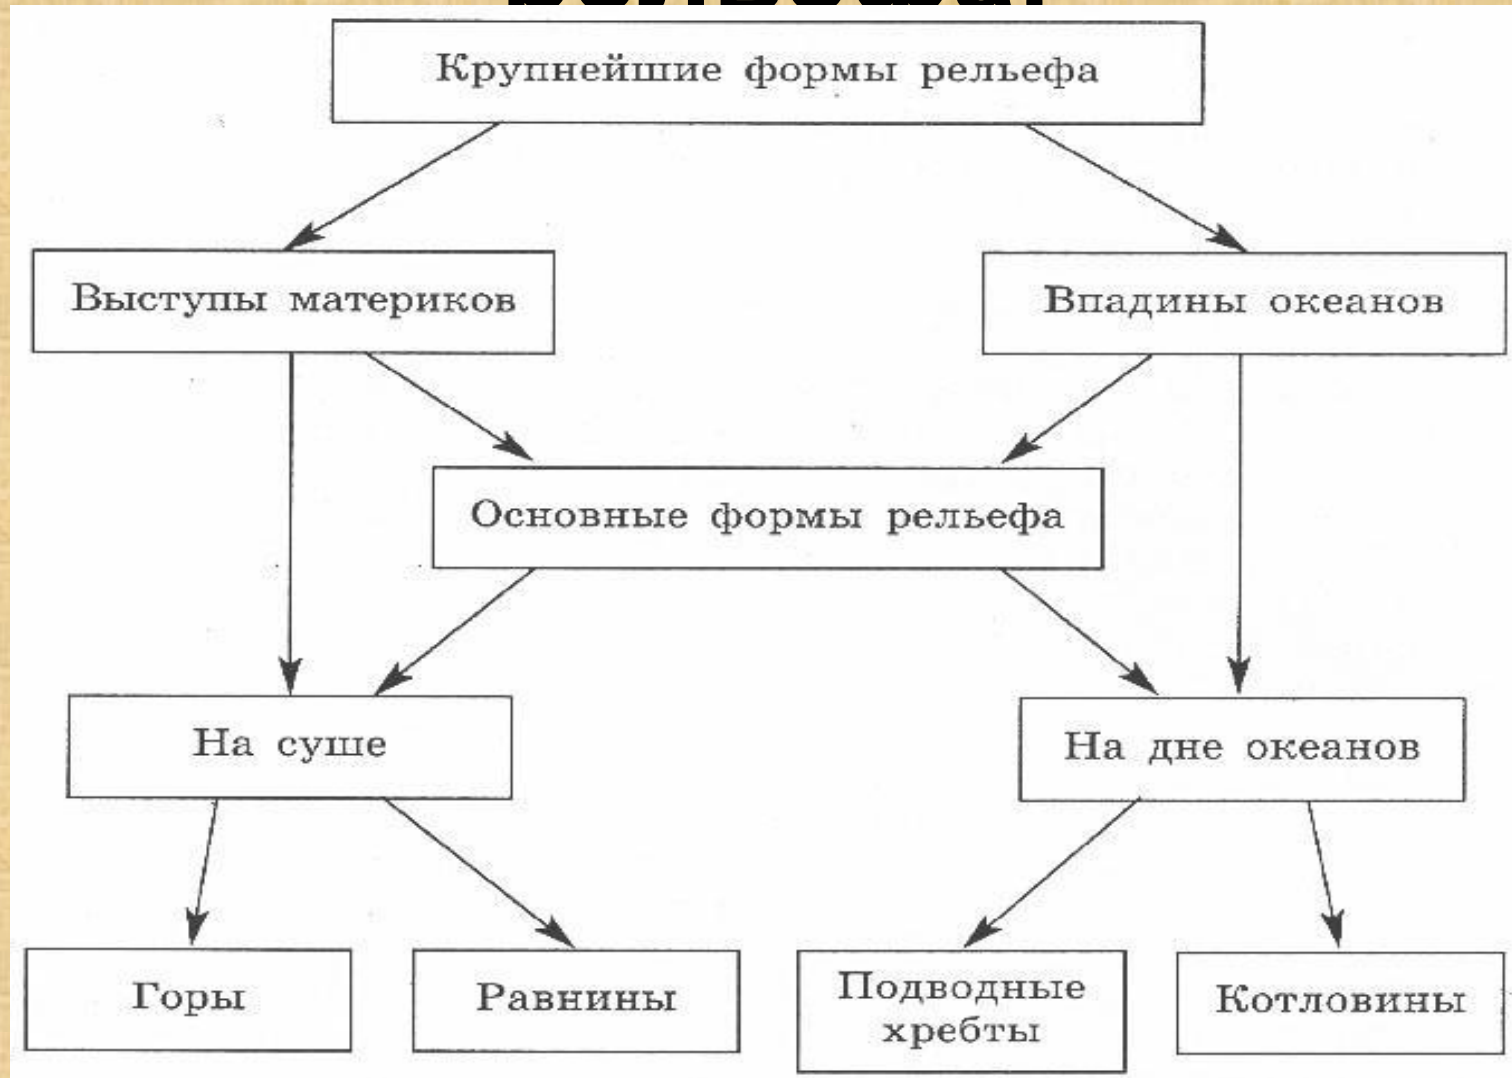 Крупнейшие формы рельефа
Выступы материков
Впадины океанов
Основные формы рельефа
На суше
На дне океанов
Горы
Равнины
Подводные
хребты
Котловины